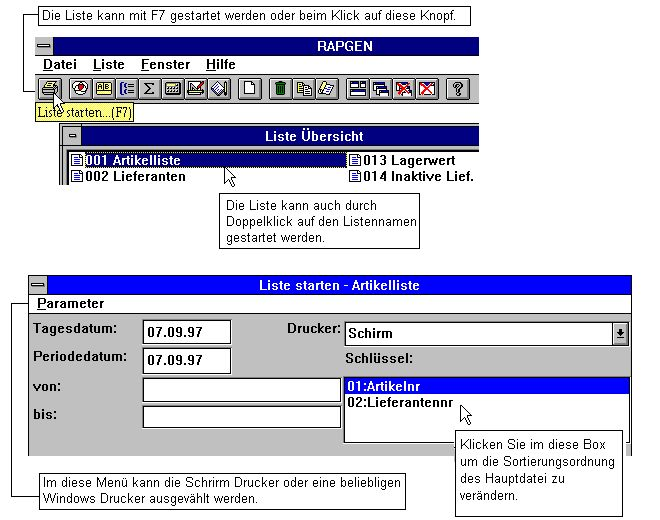 Die Liste kann mit F7 gestartet werden oder beim Klick auf diese Knopf.
RAPGEN
Datei Liste Fenster Hilfe
Liste starten...(F7)
Liste Übersicht
001 Artikelliste 013 Lagerwert
002 Lieferanten 014 Inaktive Lief.
Die Liste kann auch durch
Doppelklick auf den Listennamen
gestartet werden.
Liste starten - Artikelliste
Parameter
Tagesdatum: 07.09.97 Drucker: Schirm
Periodedatum: 07.09.97 Schlüssel:
von: 01:Artikelnr
02:Lieferantennr
bis:
Klicken Sie im diese Box
um die Sortierungsordnung
des Hauptdatei zu
verändern.
Im diese Menü kann die Schrirm Drucker oder eine beliebligen
Windows Drucker ausgevählt werden.